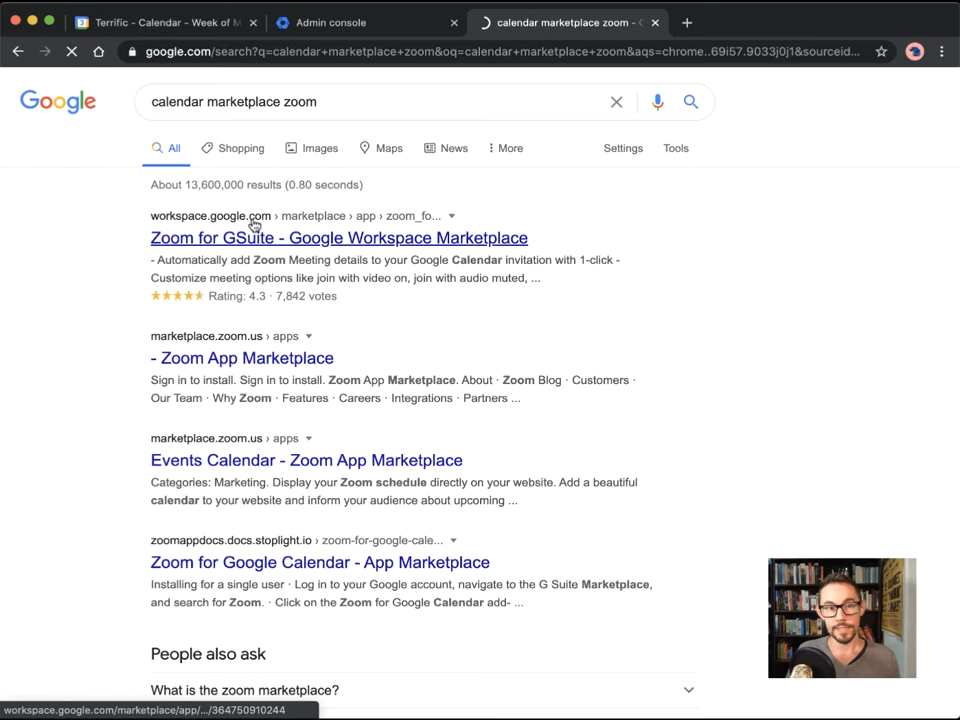 Terrific - Calendar - Week of M
Admin console
calendar marketplace zoom - G
google.com/search?q=calendar+marketplace+zoom&oq=calendar+marketplace+zoom&aqs=chrome..69i57.9033j0j1&sourceid...
Google
calendar marketplace zoom
All
Shopping
Images
Maps
News
More
Settings
Tools
About 13,600,000 results (0.80 seconds)
workspace.google.com › marketplace › app › zoom_fo...
Zoom for GSuite - Google Workspace Marketplace
- Automatically add Zoom Meeting details to your Google Calendar invitation with 1-click -
Customize meeting options like join with video on, join with audio muted, ...
Rating: 4.3 · 7,842 votes
marketplace.zoom.us › apps
- Zoom App Marketplace
Sign in to install. Sign in to install. Zoom App Marketplace. About · Zoom Blog · Customers ·
Our Team · Why Zoom · Features · Careers · Integrations · Partners ...
marketplace.zoom.us › apps
Events Calendar - Zoom App Marketplace
Categories: Marketing. Display your Zoom schedule directly on your website. Add a beautiful
calendar to your website and inform your audience about upcoming ...
zoomappdocs.docs.stoplight.io › zoom-for-google-cale...
Zoom for Google Calendar - App Marketplace
Installing for a single user · Log in to your Google account, navigate to the G Suite Marketplace,
and search for Zoom. · Click on the Zoom for Google Calendar add- ...
People also ask
What is the zoom marketplace?
workspace.google.com/marketplace/app/.../364750910244